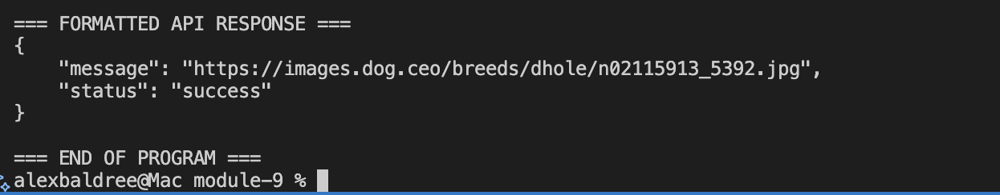 === FORMATTED API RESPONSE ===
{
    "message": "https://images.dog.ceo/breeds/dhole/n02115913_5392.jpg",
    "status": "success"
}

=== END OF PROGRAM ===
alexbaldree@Mac module-9 %